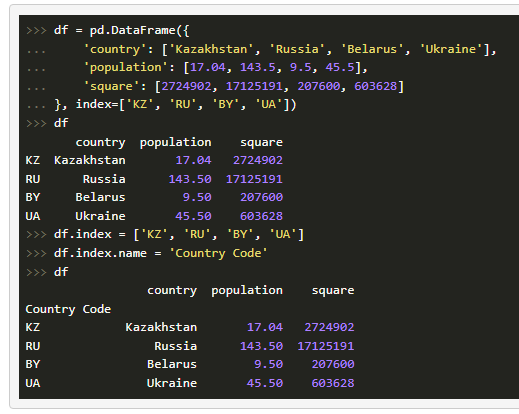 >>> df = pd.DataFrame({
...     'country': ['Kazakhstan', 'Russia', 'Belarus', 'Ukraine'],
...     'population': [17.04, 143.5, 9.5, 45.5],
...     'square': [2724902, 17125191, 207600, 603628]
... }, index=['KZ', 'RU', 'BY', 'UA'])
>>> df
       country  population    square
KZ  Kazakhstan       17.04   2724902
RU      Russia      143.50  17125191
BY     Belarus        9.50    207600
UA     Ukraine       45.50    603628
>>> df.index = ['KZ', 'RU', 'BY', 'UA']
>>> df.index.name = 'Country Code'
>>> df
                 country  population    square
Country Code
KZ            Kazakhstan       17.04   2724902
RU                Russia      143.50  17125191
BY               Belarus        9.50    207600
UA               Ukraine       45.50    603628